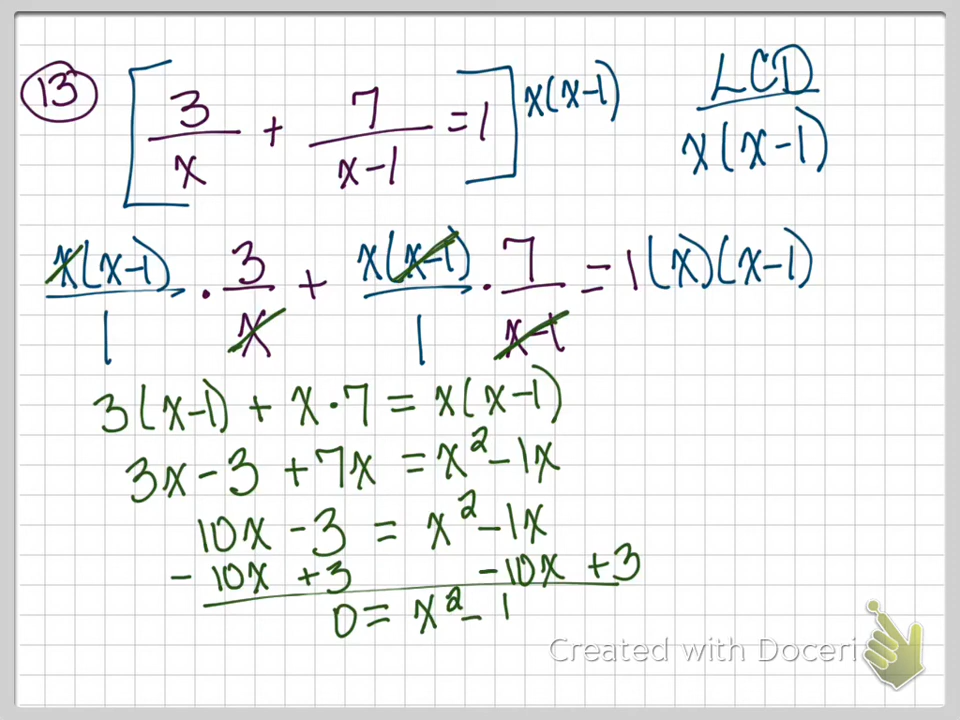 13 [3/x + 7/(x-1) = 1] x(x-1)
LCD
x(x-1)
x(x-1)/1 · 3/x + x(x-1)/1 · 7/(x-1) = 1(x)(x-1)
3(x-1) + x·7 = x(x-1)
3x - 3 + 7x = x² - 1x
10x - 3 = x² - 1x
- 10x + 3 - 10x + 3
0 = x² - 1
Created with Doceri